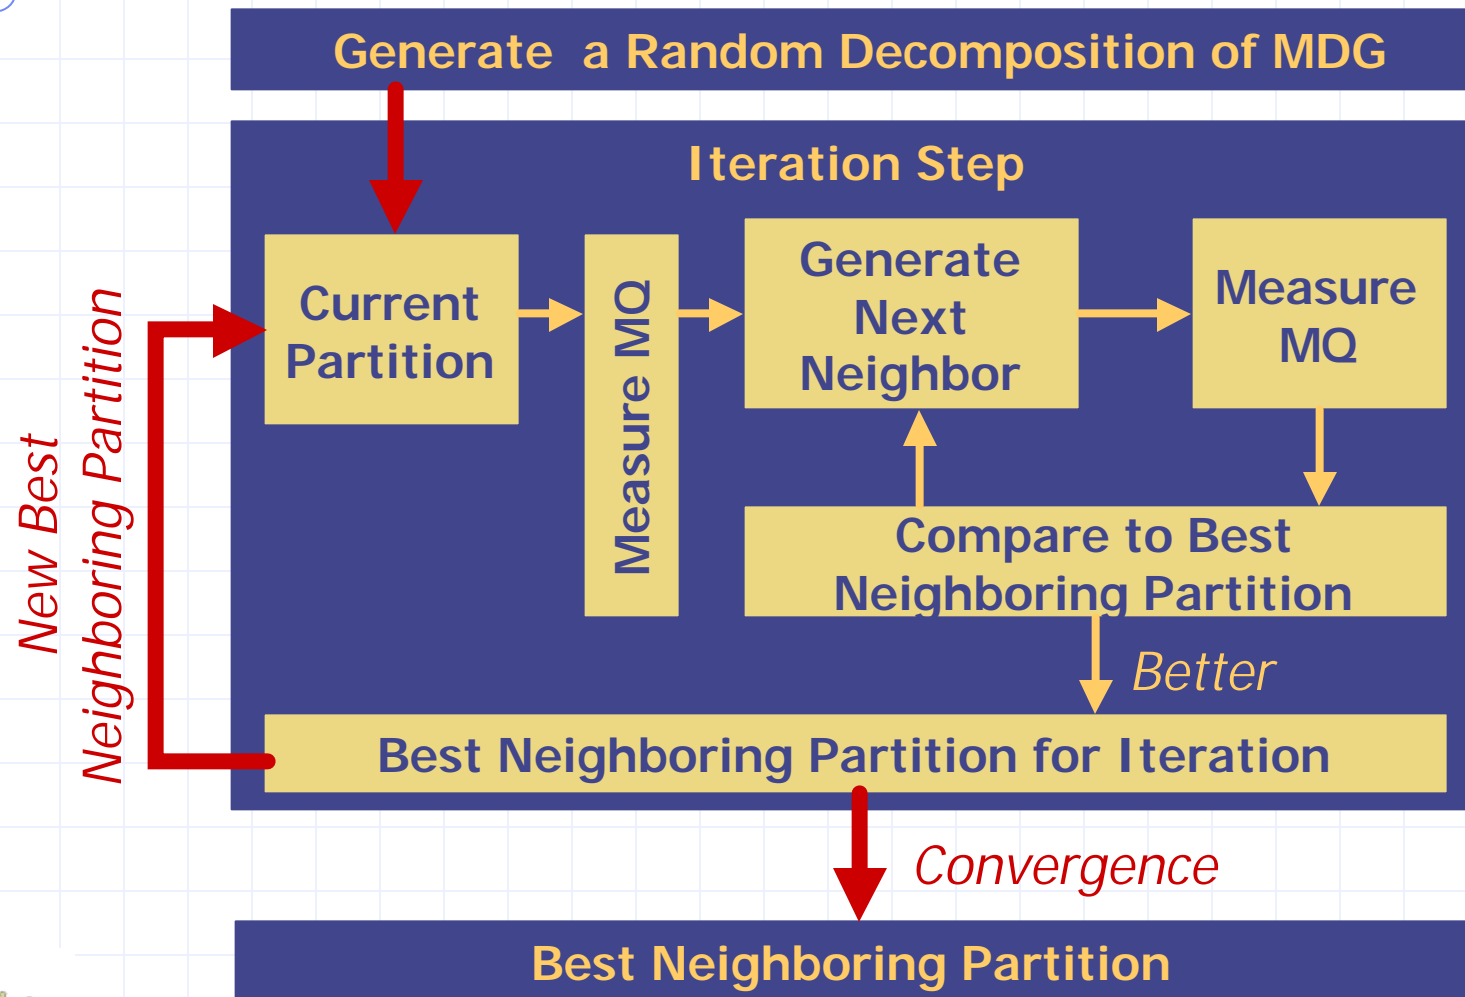 Generate a Random Decomposition of MDG
Iteration Step
Current
Partition
Measure MQ
Generate
Next
Neighbor
Measure
MQ
Compare to Best
Neighboring Partition
Better
Best Neighboring Partition for Iteration
New Best
Neighboring Partition
Convergence
Best Neighboring Partition